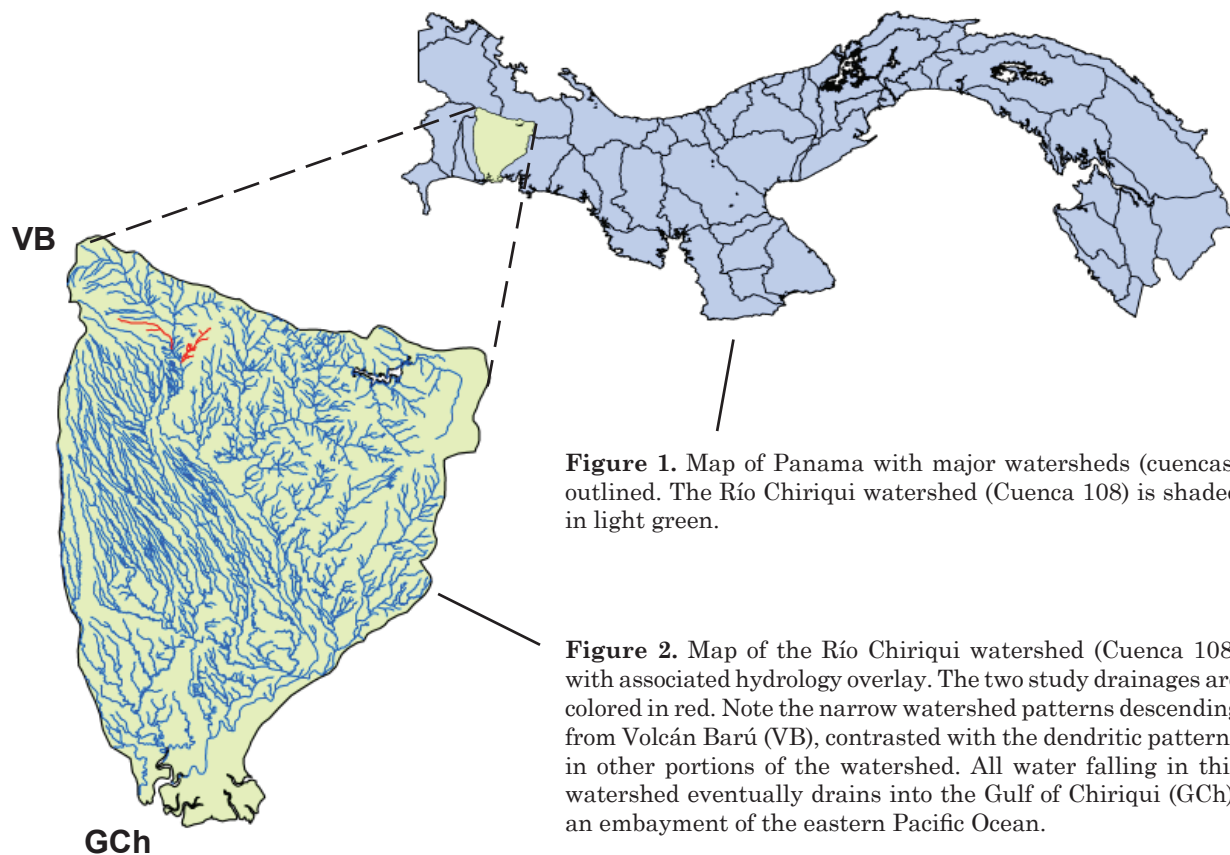 VB
Figure 1. Map of Panama with major watersheds (cuencas
outlined. The Río Chiriqui watershed (Cuenca 108) is shaded
in light green.
Figure 2. Map of the Río Chiriqui watershed (Cuenca 108
with associated hydrology overlay. The two study drainages are
colored in red. Note the narrow watershed patterns descending
from Volcán Barú (VB), contrasted with the dendritic pattern
in other portions of the watershed. All water falling in thi
watershed eventually drains into the Gulf of Chiriqui (GCh)
an embayment of the eastern Pacific Ocean.
GCh